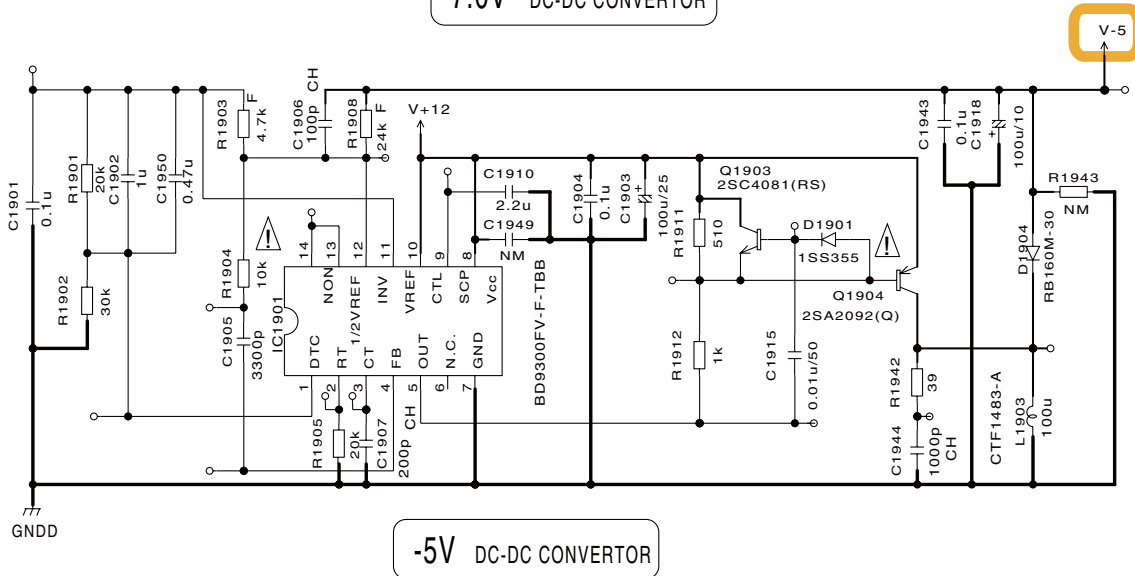 7.0V DC-DC CONVERTOR
V-5
C1901
0.1u
R1901
20k
C1902
1u
C1950
0.47u
R1902
30k
R1903
4.7k
F
C1906
100p
CH
R1908
24k
F
V+12
R1904
10k
C1905
3300p
C1910
2.2u
C1949
NM
C1904
0.1u
C1903
+
100u/25
R1911
510
Q1903
2SC4081(RS)
D1901
1SS355
Q1904
2SA2092(Q)
C1943
0.1u
C1918
+
100u/10
R1943
NM
D1904
RB160M-30
14
13
12
11
10
9
8
NON
1/2VREF
INV
VREF
CTL
SCP
Vcc
IC1901
DTC
RT
CT
FB
OUT
N.C.
GND
1
2
3
4
5
6
7
BD9300FV-F-TBB
R1905
20k
C1907
200p
CH
R1912
1k
C1915
0.01u/50
R1942
39
C1944
1000p
CH
CTF1483-A
L1903
100u
GNDD
-5V DC-DC CONVERTOR